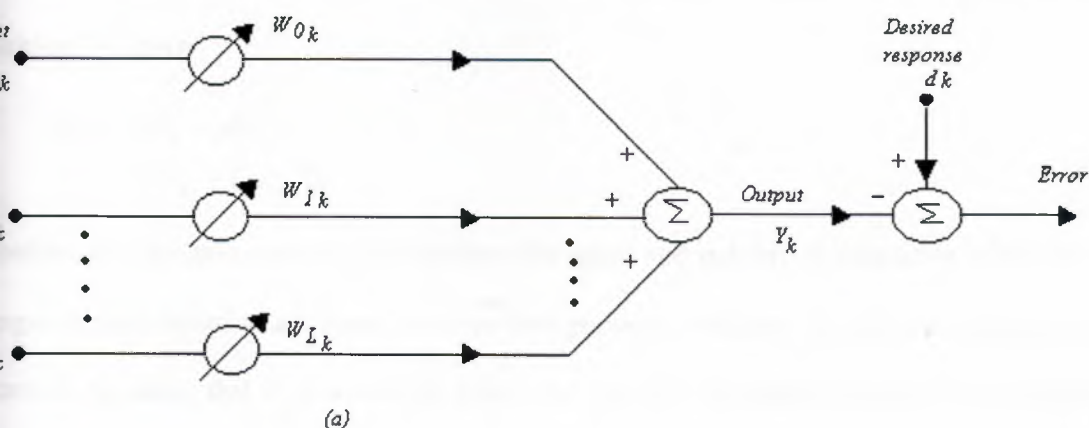 W0k
Desired
response
dk
k
+
+
W1k
+
Σ
Output
Yk
-
+
Σ
Error
WLk
+
(a)